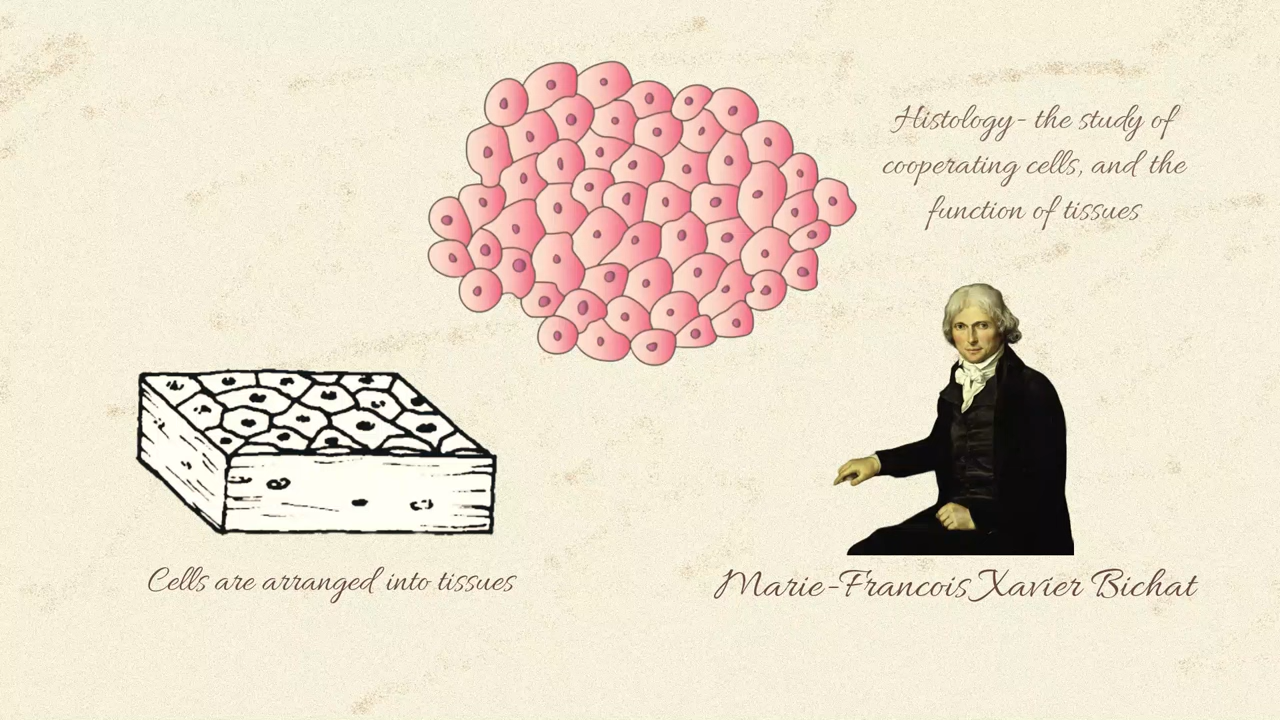 Histology- the study of
cooperating cells, and the
function of tissues
Cells are arranged into tissues
Marie-Francois Xavier Bichat